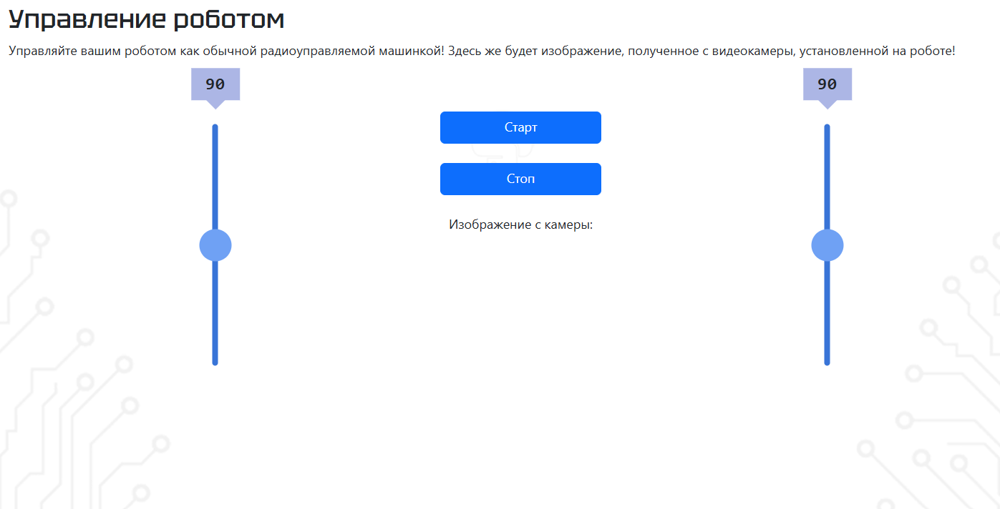 Управление роботом
Управляйте вашим роботом как обычной радиоуправляемой машинкой! Здесь же будет изображение, полученное с видеокамеры, установленной на роботе!
90
90
Старт
Стоп
Изображение с камеры: